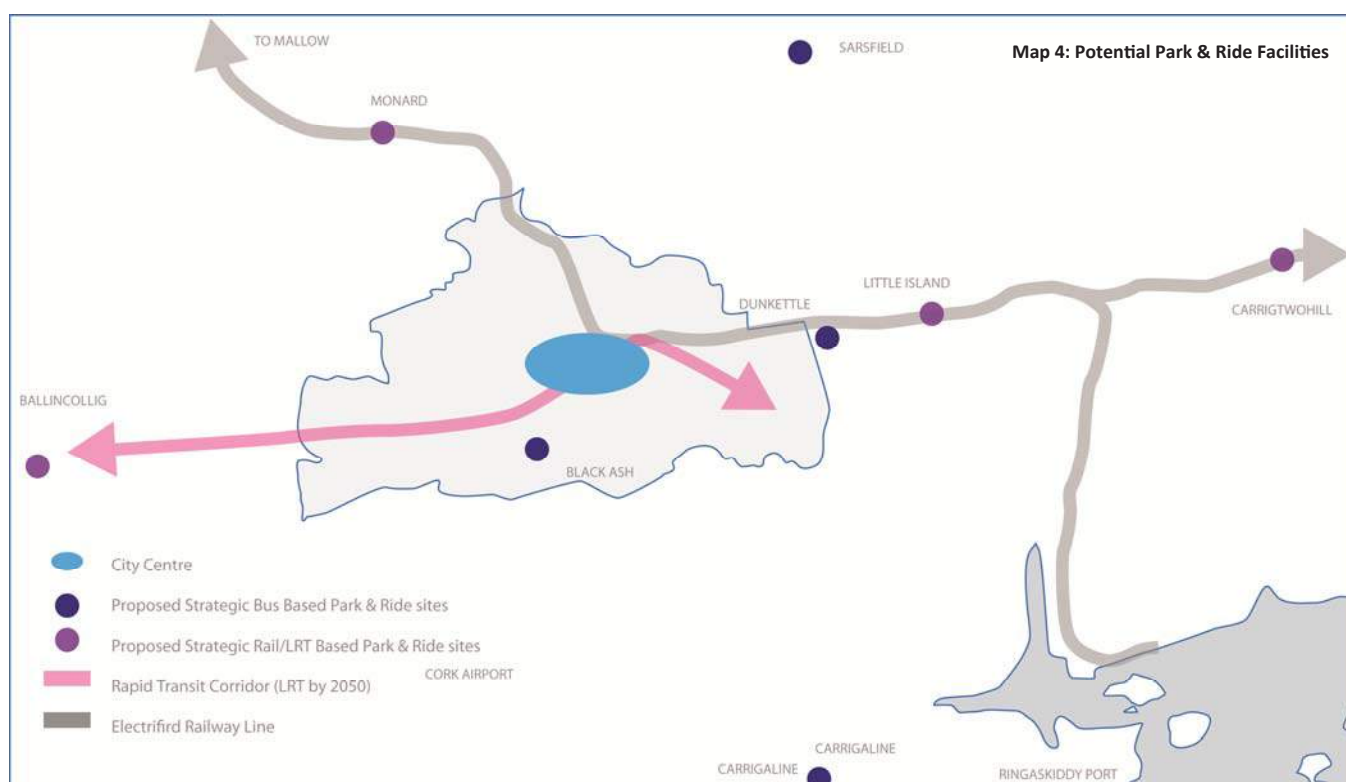 TO MALLOW
SARSFIELD
Map 4: Potential Park & Ride Facilities
MONARD
DUNKETTLE
LITTLE ISLAND
CARRIGTWOHILL
BALLINCOLLIG
BLACK ASH
City Centre
Proposed Strategic Bus Based Park & Ride sites
Proposed Strategic Rail/LRT Based Park & Ride sites
Rapid Transit Corridor (LRT by 2050)
CORK AIRPORT
Electrifird Railway Line
CARRIGALINE
CARRIGALINE
RINGASKIDDY PORT